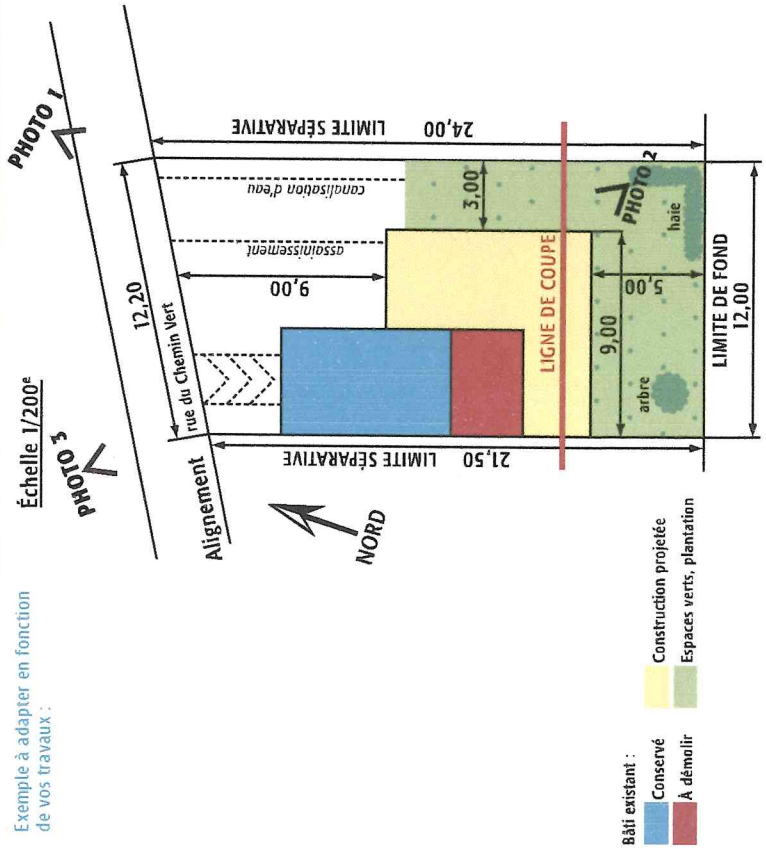 Exemple à adapter en fonction
de vos travaux :
Échelle 1/200e
PHOTO 3
PHOTO 1
12,20
rue du Chemin Vert
Alignement
NORD
LIMITE SÉPARATIVE
21,50
LIMITE SÉPARATIVE
24,00
canalisation d'eau
assainissement
9,00
3,00
LIGNE DE COUPE
PHOTO 2
9,00
5,00
haie
arbre
LIMITE DE FOND
12,00
Bâti existant :
Conservé
À démolir
Construction projetée
Espaces verts, plantation